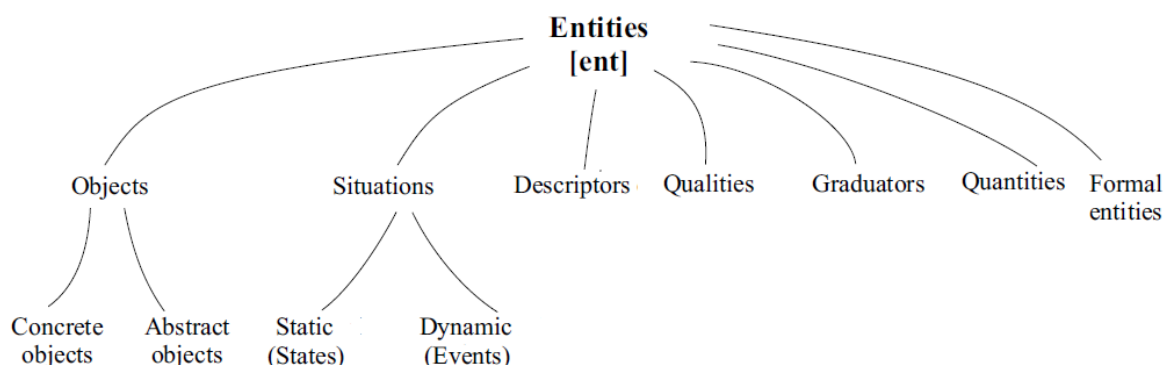 Entities
[ent]
Objects
Situations
Descriptors
Qualities
Graduators
Quantities
Formal
entities
Concrete
objects
Abstract
objects
Static
(States)
Dynamic
(Events)